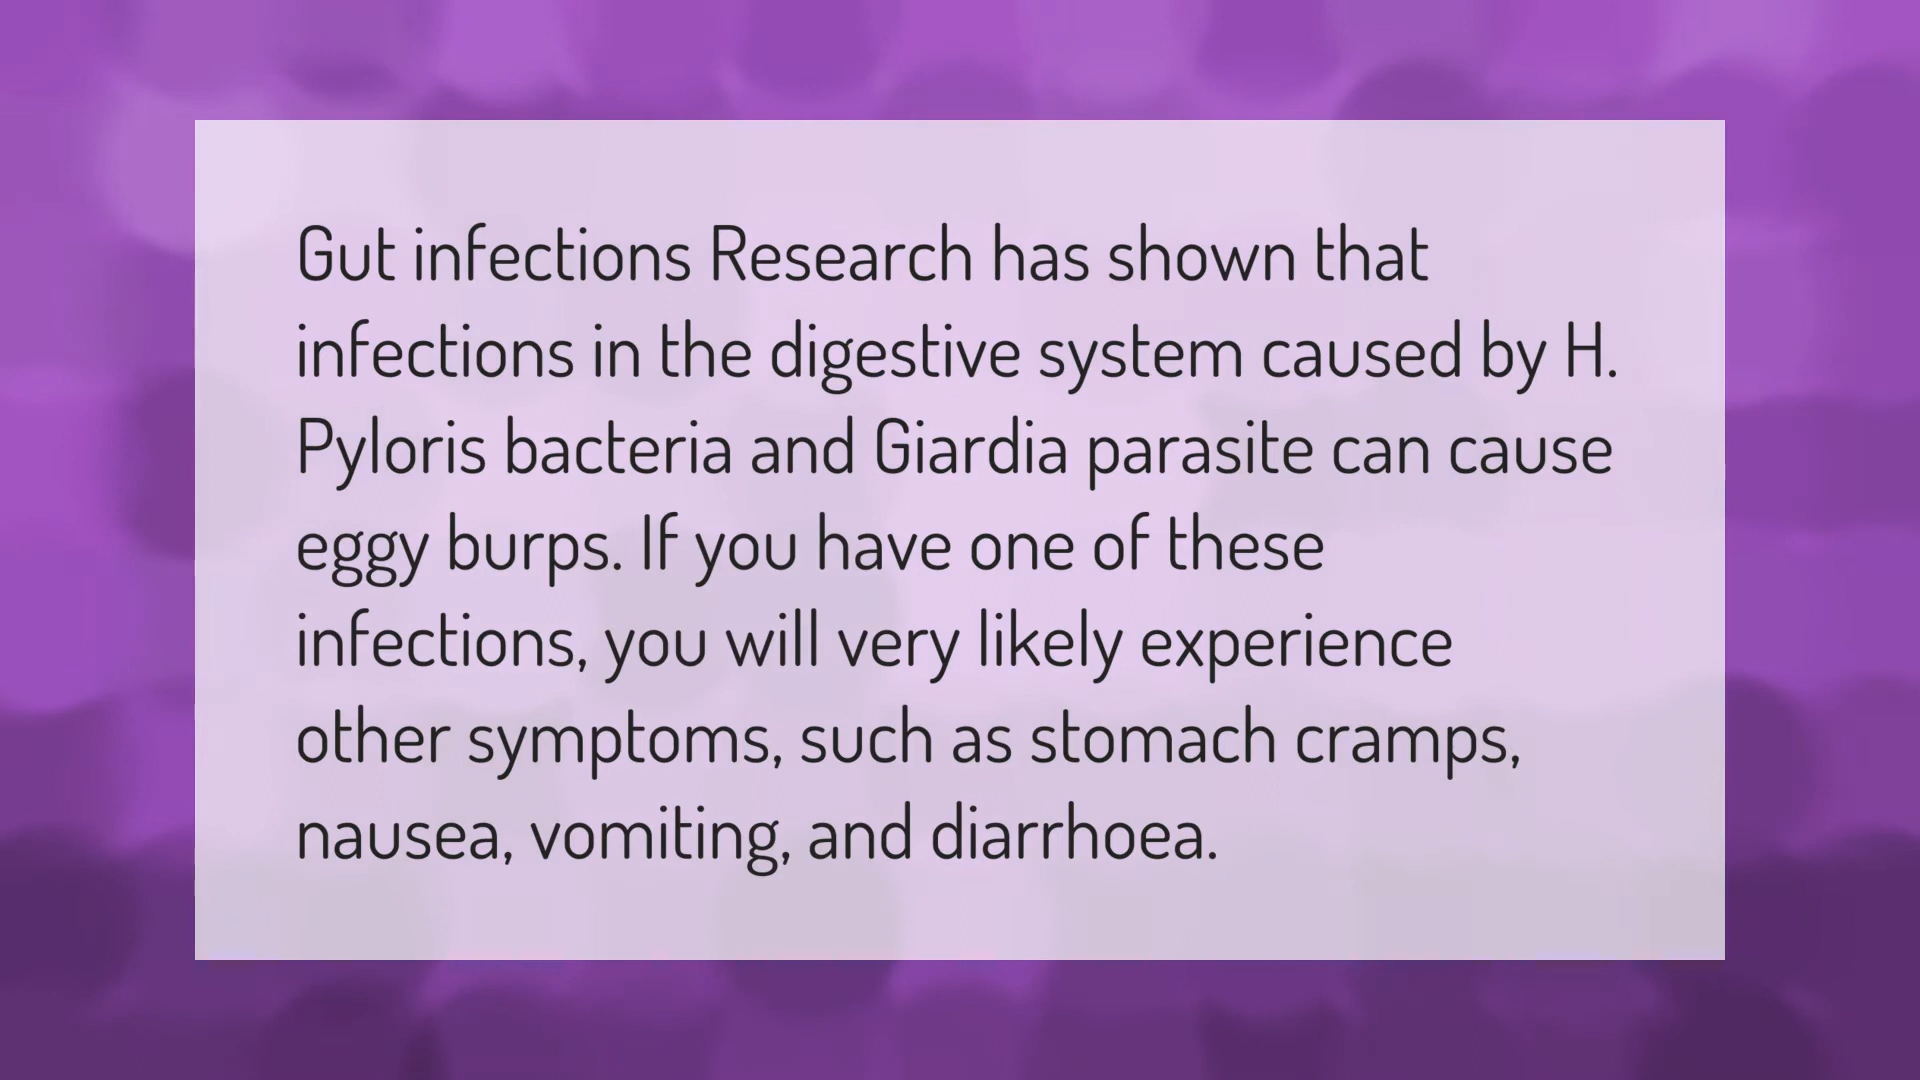 Gut infections Research has shown that
infections in the digestive system caused by H.
Pyloris bacteria and Giardia parasite can cause
eggy burps. If you have one of these
infections, you will very likely experience
other symptoms, such as stomach cramps,
nausea, vomiting, and diarrhoea.